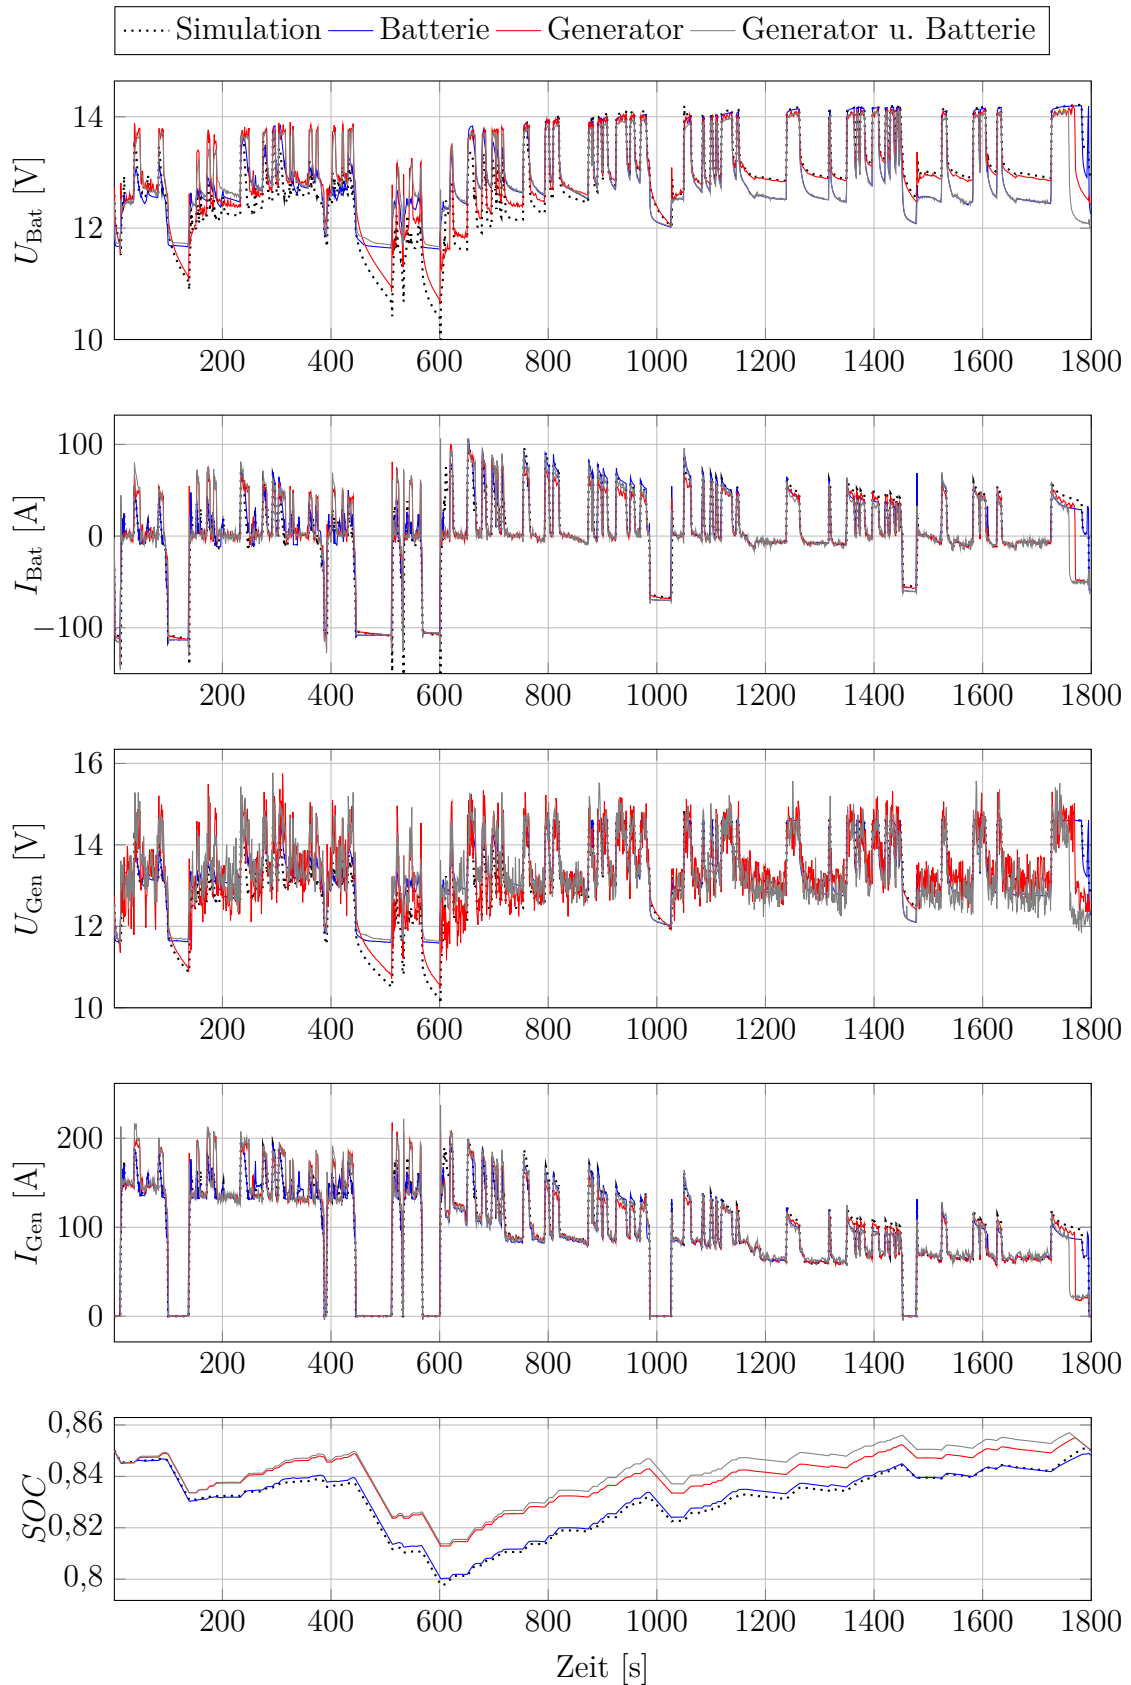 Simulation Batterie Generator Generator u. Batterie
14
12
10
U_Bat [V]
200 400 600 800 1000 1200 1400 1600 1800
100
0
−100
I_Bat [A]
200 400 600 800 1000 1200 1400 1600 1800
16
14
12
10
U_Gen [V]
200 400 600 800 1000 1200 1400 1600 1800
200
100
0
I_Gen [A]
200 400 600 800 1000 1200 1400 1600 1800
0,86
0,84
0,82
0,8
SOC
200 400 600 800 1000 1200 1400 1600 1800
Zeit [s]